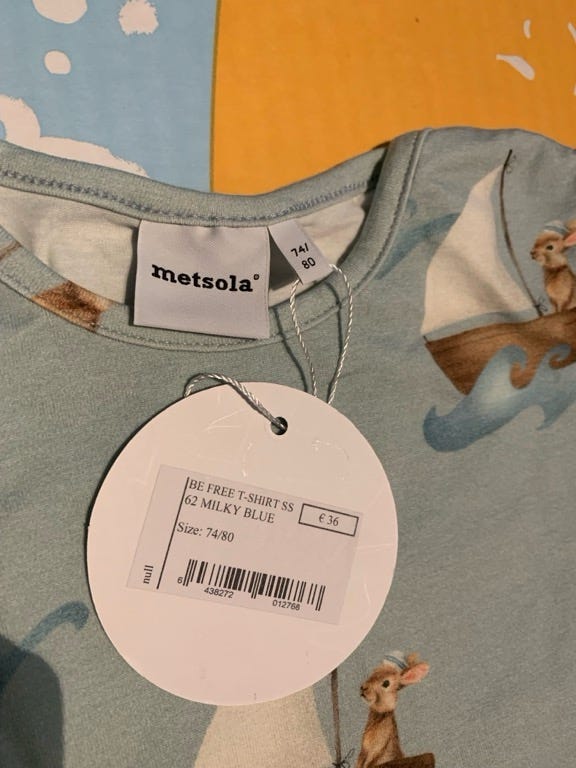 metsola®
74/
80
BE FREE T-SHIRT SS
62 MILKY BLUE
€ 36
Size: 74/80
null
6 438272 012768